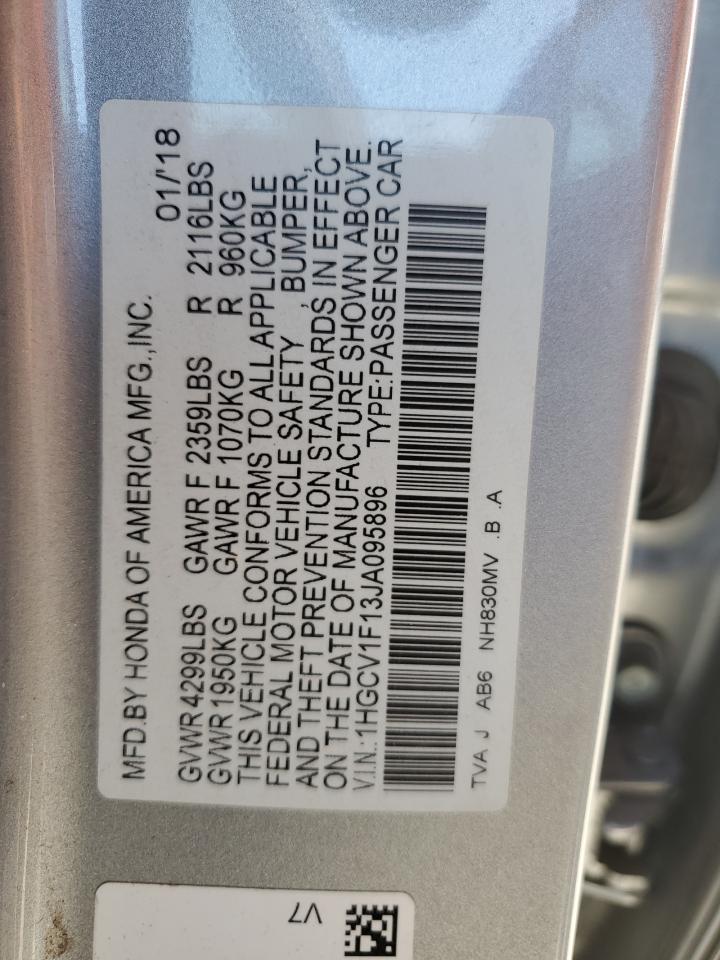 MFD.BY HONDA OF AMERICA MFG.,INC. 01/'18
GVWR 4299LBS GAWR F 2359LBS R 2116LBS
GVWR 1950KG GAWR F 1070KG R 960KG
THIS VEHICLE CONFORMS TO ALL APPLICABLE
FEDERAL MOTOR VEHICLE SAFETY , BUMPER,
AND THEFT PREVENTION STANDARDS IN EFFECT
ON THE DATE OF MANUFACTURE SHOWN ABOVE.
V.I.N.:1HGCV1F13JA095896 TYPE:PASSENGER CAR
TVA J AB6 NH830MV .B .A
V7